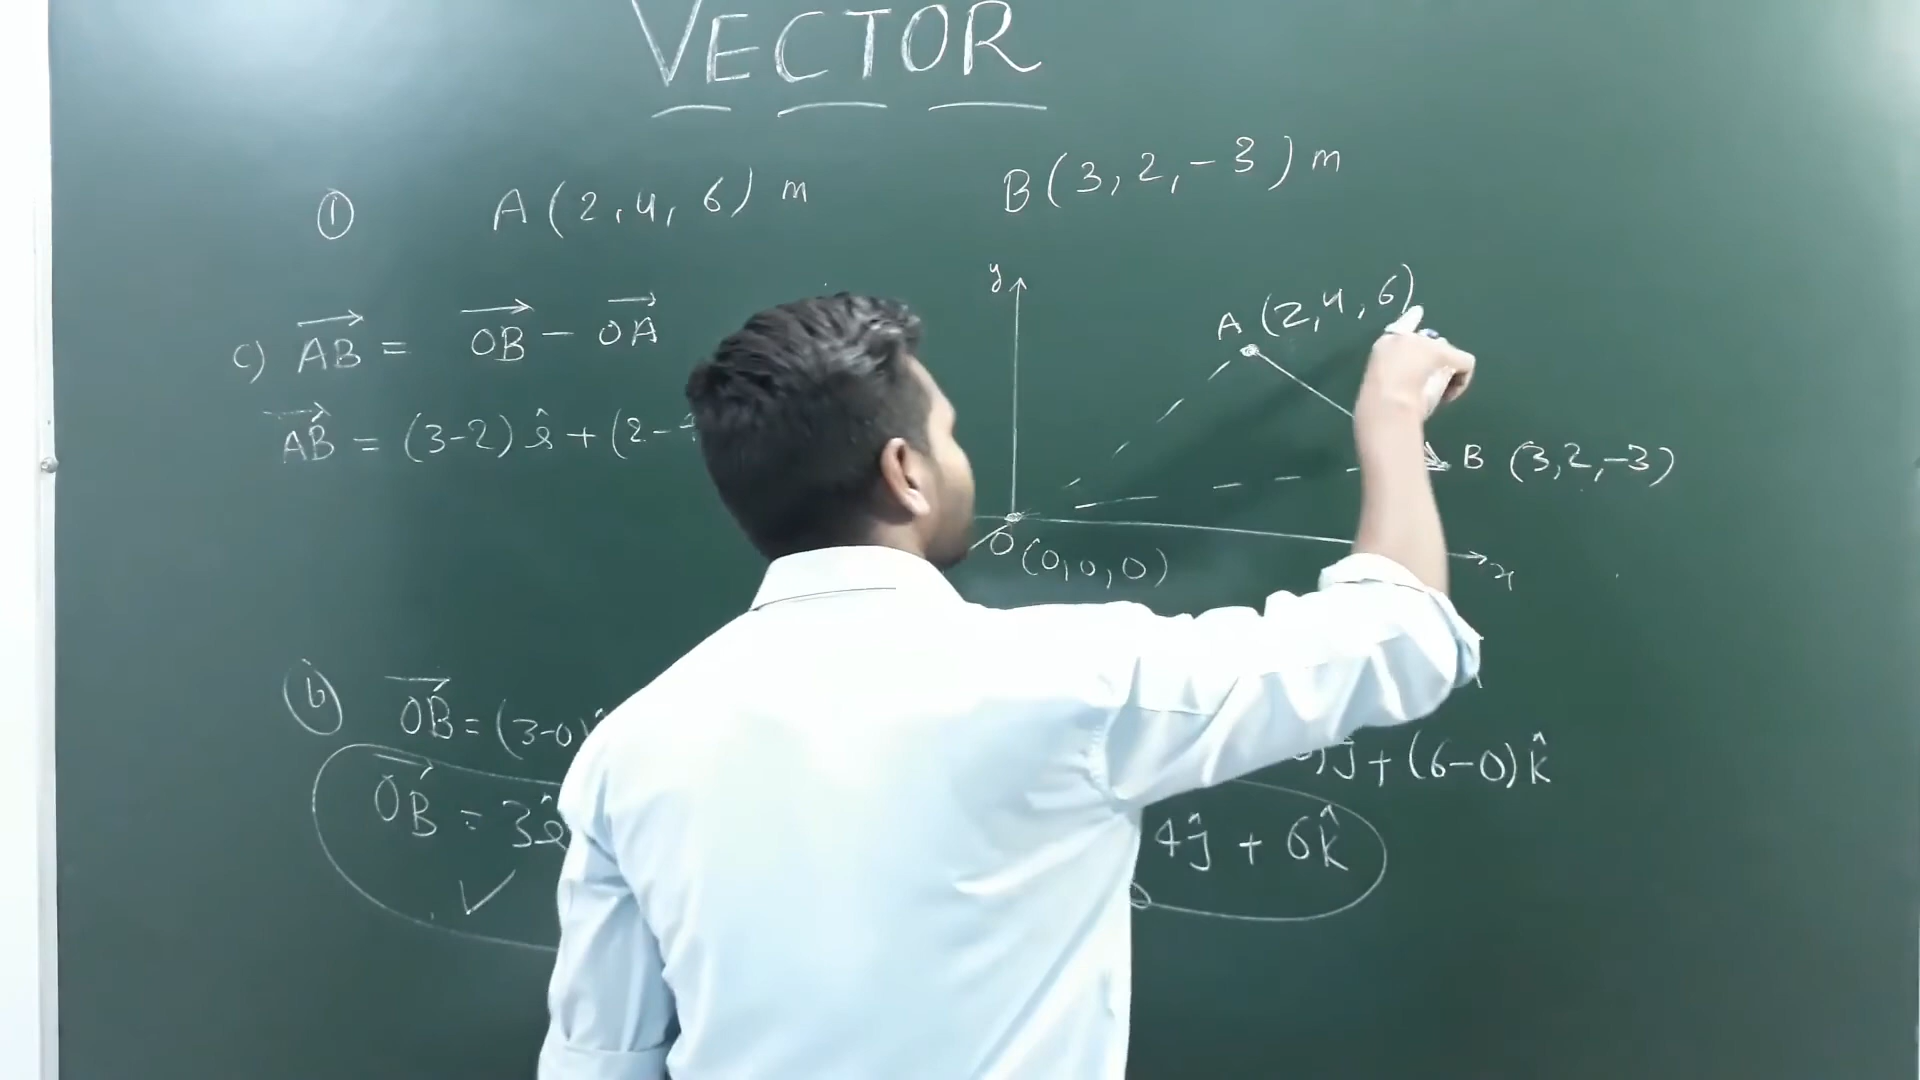 VECTOR
① A(2,4,6) m B(3,2,-3) m
c) AB = OB - OA
AB = (3-2) î + (2-
y
A (2,4,6)
B (3,2,-3)
O (0,0,0)
x
ⓑ OB = (3-0)
OB = 3î
)ĵ + (6-0) k̂
4ĵ + 6k̂